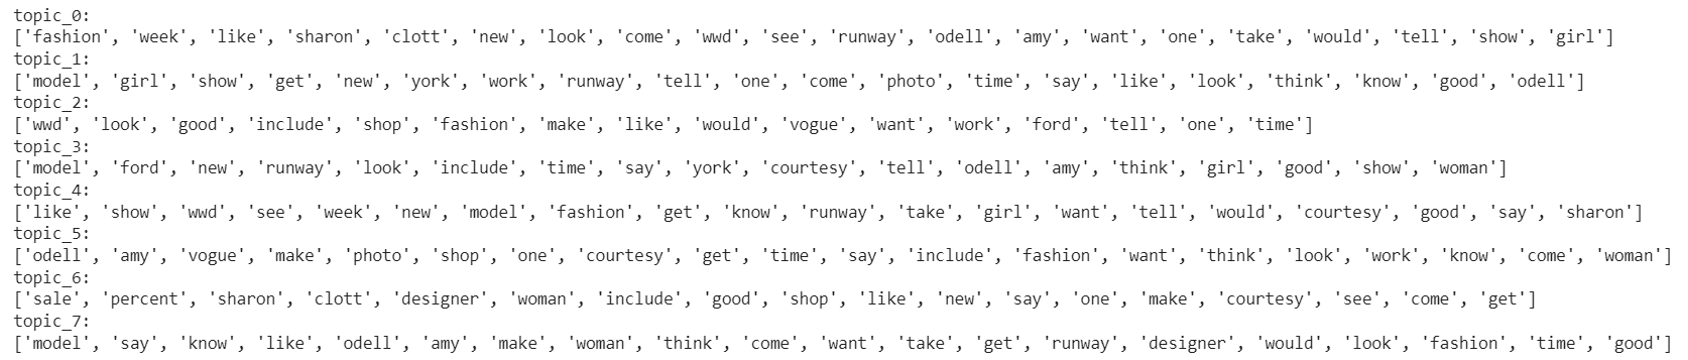 topic_0:
['fashion', 'week', 'like', 'sharon', 'clott', 'new', 'look', 'come', 'wwd', 'see', 'runway', 'odell', 'amy', 'want', 'one', 'take', 'would', 'tell', 'show', 'girl']
topic_1:
['model', 'girl', 'show', 'get', 'new', 'york', 'work', 'runway', 'tell', 'one', 'come', 'photo', 'time', 'say', 'like', 'look', 'think', 'know', 'good', 'odell']
topic_2:
['wwd', 'look', 'good', 'include', 'shop', 'fashion', 'make', 'like', 'would', 'vogue', 'want', 'work', 'ford', 'tell', 'one', 'time']
topic_3:
['model', 'ford', 'new', 'runway', 'look', 'include', 'time', 'say', 'york', 'courtesy', 'tell', 'odell', 'amy', 'think', 'girl', 'good', 'show', 'woman']
topic_4:
['like', 'show', 'wwd', 'see', 'week', 'new', 'model', 'fashion', 'get', 'know', 'runway', 'take', 'girl', 'want', 'tell', 'would', 'courtesy', 'good', 'say', 'sharon']
topic_5:
['odell', 'amy', 'vogue', 'make', 'photo', 'shop', 'one', 'courtesy', 'get', 'time', 'say', 'include', 'fashion', 'want', 'think', 'look', 'work', 'know', 'come', 'woman']
topic_6:
['sale', 'percent', 'sharon', 'clott', 'designer', 'woman', 'include', 'good', 'shop', 'like', 'new', 'say', 'one', 'make', 'courtesy', 'see', 'come', 'get']
topic_7:
['model', 'say', 'know', 'like', 'odell', 'amy', 'make', 'woman', 'think', 'come', 'want', 'take', 'get', 'runway', 'designer', 'would', 'look', 'fashion', 'time', 'good']